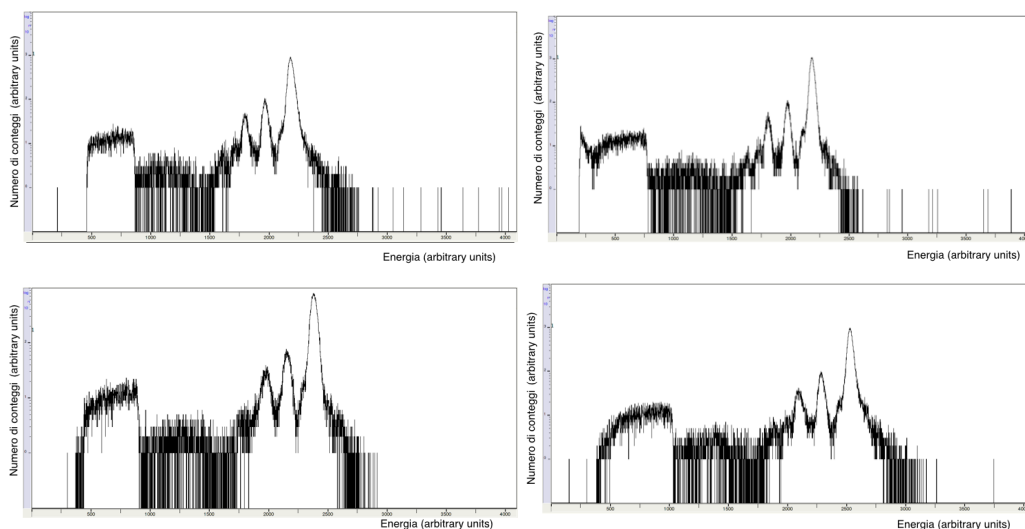 Numero di conteggi (arbitrary units)
500 1000 1500 2000 2500 3000 3500 4000
Energia (arbitrary units)
Numero di conteggi (arbitrary units)
500 1000 1500 2000 2500 3000 3500 400
Energia (arbitrary units)
Numero di conteggi (arbitrary units)
500 1000 1500 2000 2500 3000 3500 4000
Energia (arbitrary units)
Numero di conteggi (arbitrary units)
500 1000 1500 2000 2500 3000 3500 400
Energia (arbitrary units)